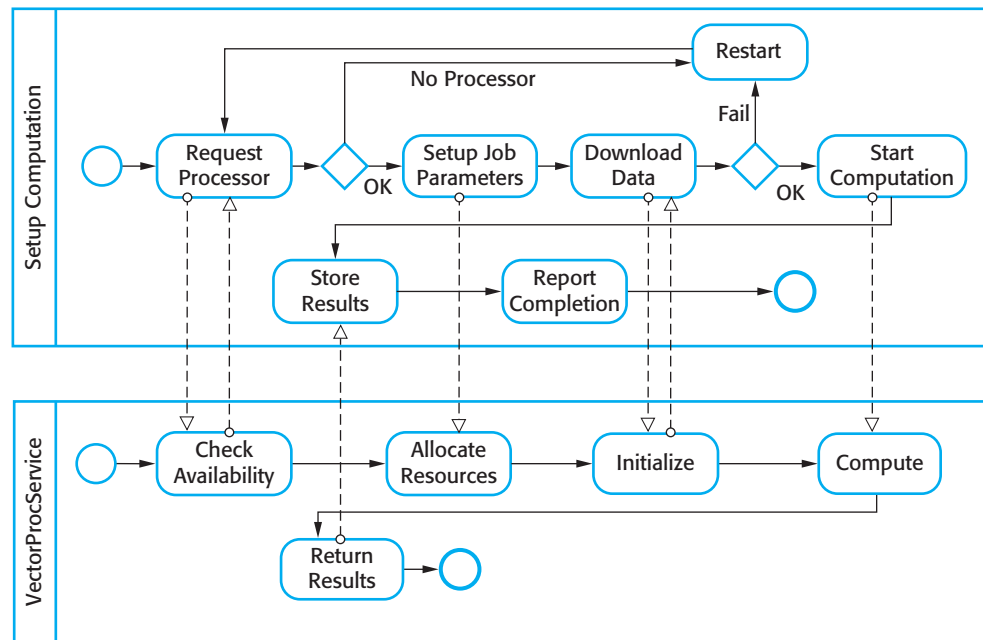 Setup Computation
Restart
No Processor
Fail
Request
Processor
OK
Setup Job
Parameters
Download
Data
OK
Start
Computation
Store
Results
Report
Completion
VectorProcService
Check
Availability
Allocate
Resources
Initialize
Compute
Return
Results